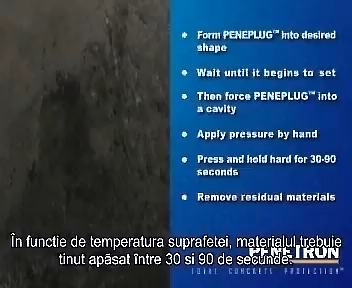 Form PENEPLUG™ into desired
shape
Wait until it begins to set
Then force PENEPLUG™ into
a cavity
Apply pressure by hand
Press and hold hard for 30-90
seconds
Remove residual materials
PENETRON
TOTAL CONCRETE PROTECTION™
În functie de temperatura suprafetei, materialul trebuie
tinut apăsat între 30 si 90 de secunde.